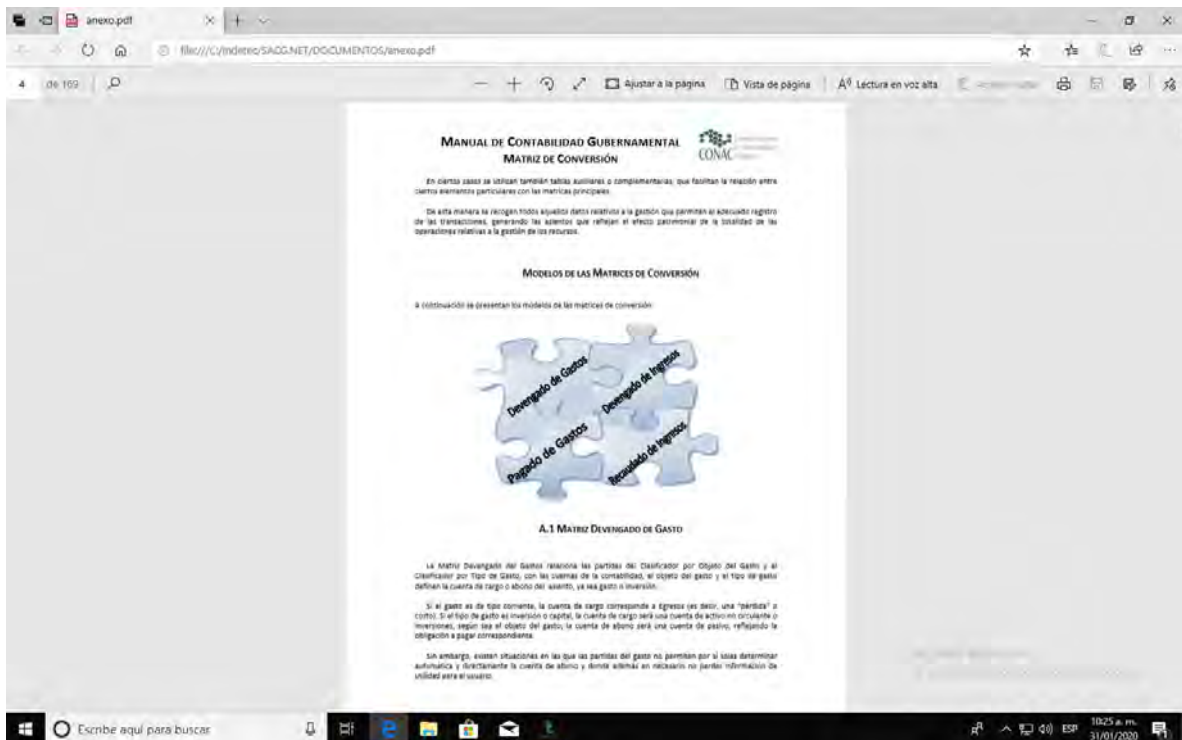 anexo.pdf
file:///C:/Indetec/SACG.NET/DOCUMENTOS/anexo.pdf
4 de 169
Ajustar a la página
Vista de página
Lectura en voz alta
MANUAL DE CONTABILIDAD GUBERNAMENTAL
MATRIZ DE CONVERSIÓN
CONAC
En ciertos casos se utilizan también tablas auxiliares o complementarias, que facilitan la relación entre
ciertos elementos particulares con las matrices principales.
De esta manera se recogen todos aquellos datos relativos a la gestión que permiten el adecuado registro
de las transacciones, generando los asientos que reflejan el efecto patrimonial de la totalidad de las
operaciones relativas a la gestión de los recursos.
MODELOS DE LAS MATRICES DE CONVERSIÓN
A continuación se presentan los modelos de las matrices de conversión:
Devengado de Gastos
Devengado de Ingresos
Pagado de Gastos
Recaudado de Ingresos
A.1 MATRIZ DEVENGADO DE GASTO
La Matriz Devengado del Gastos relaciona las partidas del Clasificador por Objeto del Gasto y el
Clasificador por Tipo de Gasto, con las cuentas de la contabilidad, el objeto del gasto y el tipo de gasto
definen la cuenta de cargo o abono del asiento, ya sea gasto o inversión.
Si el gasto es de tipo corriente, la cuenta de cargo corresponde a Egresos (es decir, una "pérdida" o
costo). Si el tipo de gasto es inversión o capital, la cuenta de cargo será una cuenta de activo no circulante o
inversiones, según sea el objeto del gasto; la cuenta de abono será una cuenta de pasivo, reflejando la
obligación a pagar correspondiente.
Sin embargo, existen situaciones en las que las partidas del gasto no permiten por sí solas determinar
automática y directamente la cuenta de abono y donde además es necesario no perder información de
utilidad para el usuario.
Escribe aquí para buscar
ESP
10:25 a. m.
31/01/2020